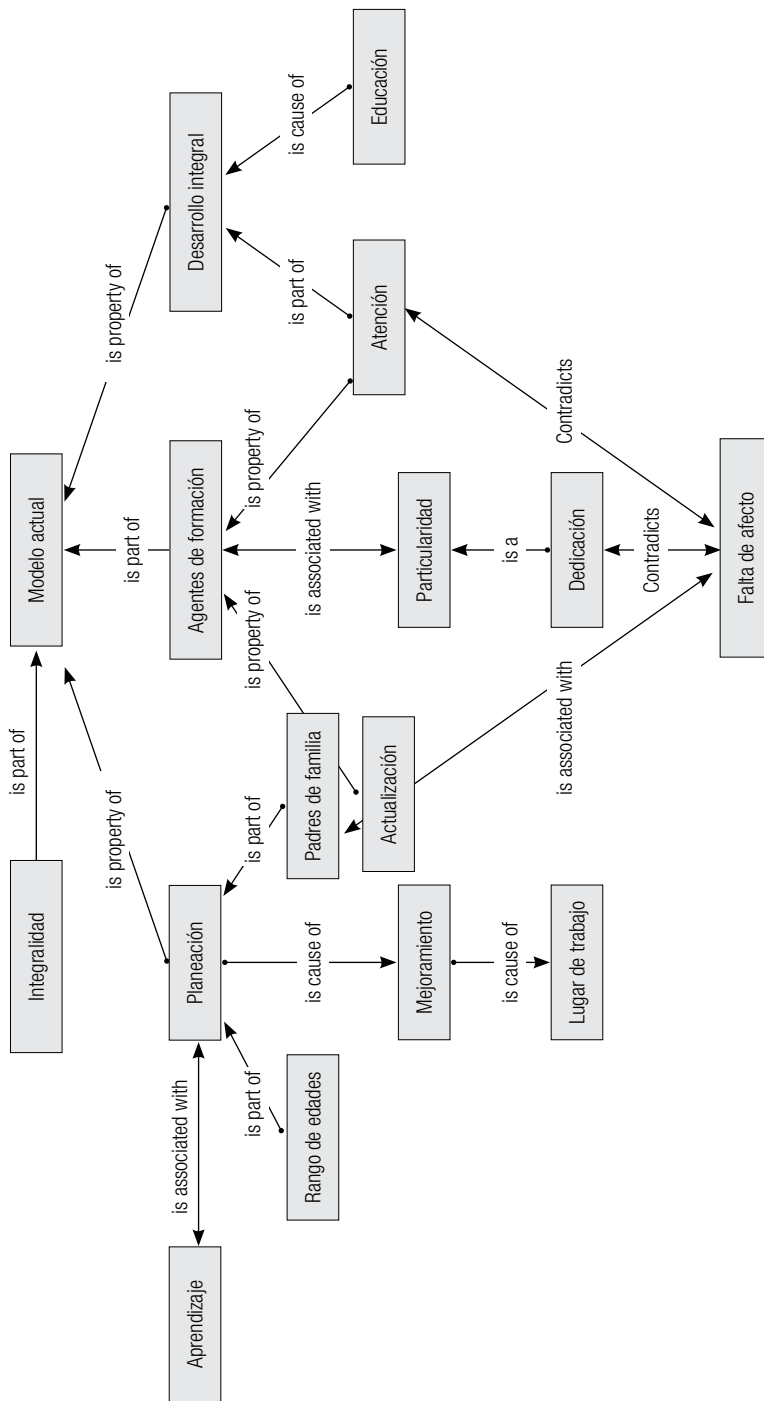 Integralidad
is part of
Modelo actual
is property of
is part of
is property of
Aprendizaje
is associated with
Planeación
Agentes de formación
Desarrollo integral
is part of
is part of
is property of
is associated with
is property of
is part of
is cause of
Rango de edades
is cause of
Padres de familia
Actualización
Particularidad
Atención
Educación
Mejoramiento
is a
is cause of
Dedicación
Lugar de trabajo
is associated with
Contradicts
Contradicts
Falta de afecto